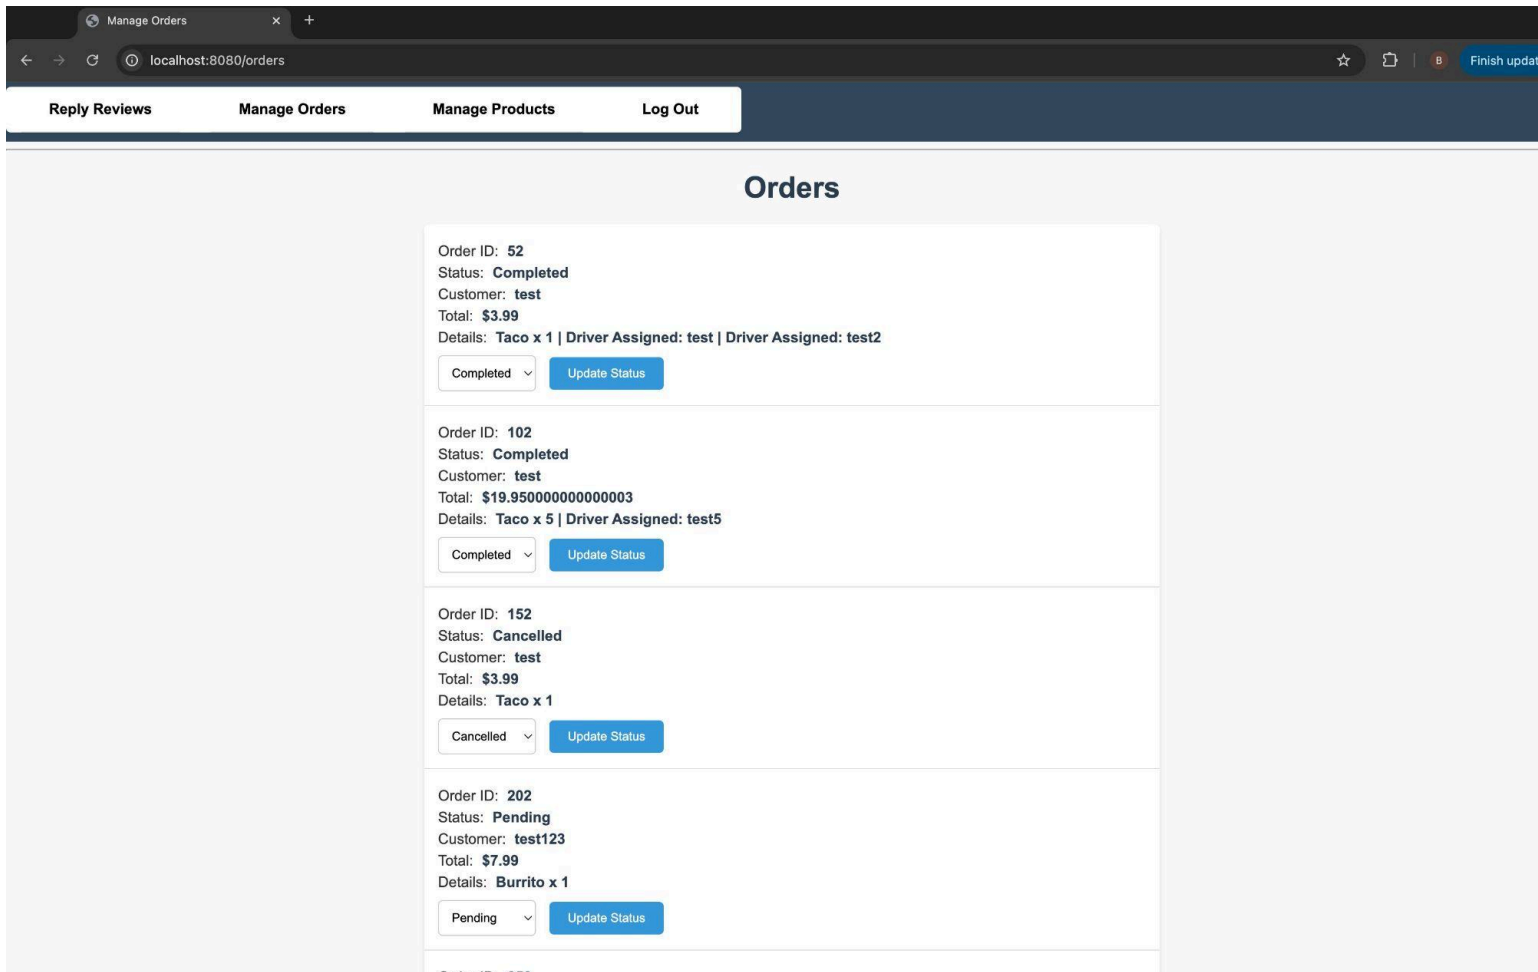 Manage Orders
localhost:8080/orders
B
Finish updat
Reply Reviews Manage Orders Manage Products Log Out
Orders
Order ID: 52
Status: Completed
Customer: test
Total: $3.99
Details: Taco x 1 | Driver Assigned: test | Driver Assigned: test2
Completed Update Status
Order ID: 102
Status: Completed
Customer: test
Total: $19.950000000000003
Details: Taco x 5 | Driver Assigned: test5
Completed Update Status
Order ID: 152
Status: Cancelled
Customer: test
Total: $3.99
Details: Taco x 1
Cancelled Update Status
Order ID: 202
Status: Pending
Customer: test123
Total: $7.99
Details: Burrito x 1
Pending Update Status